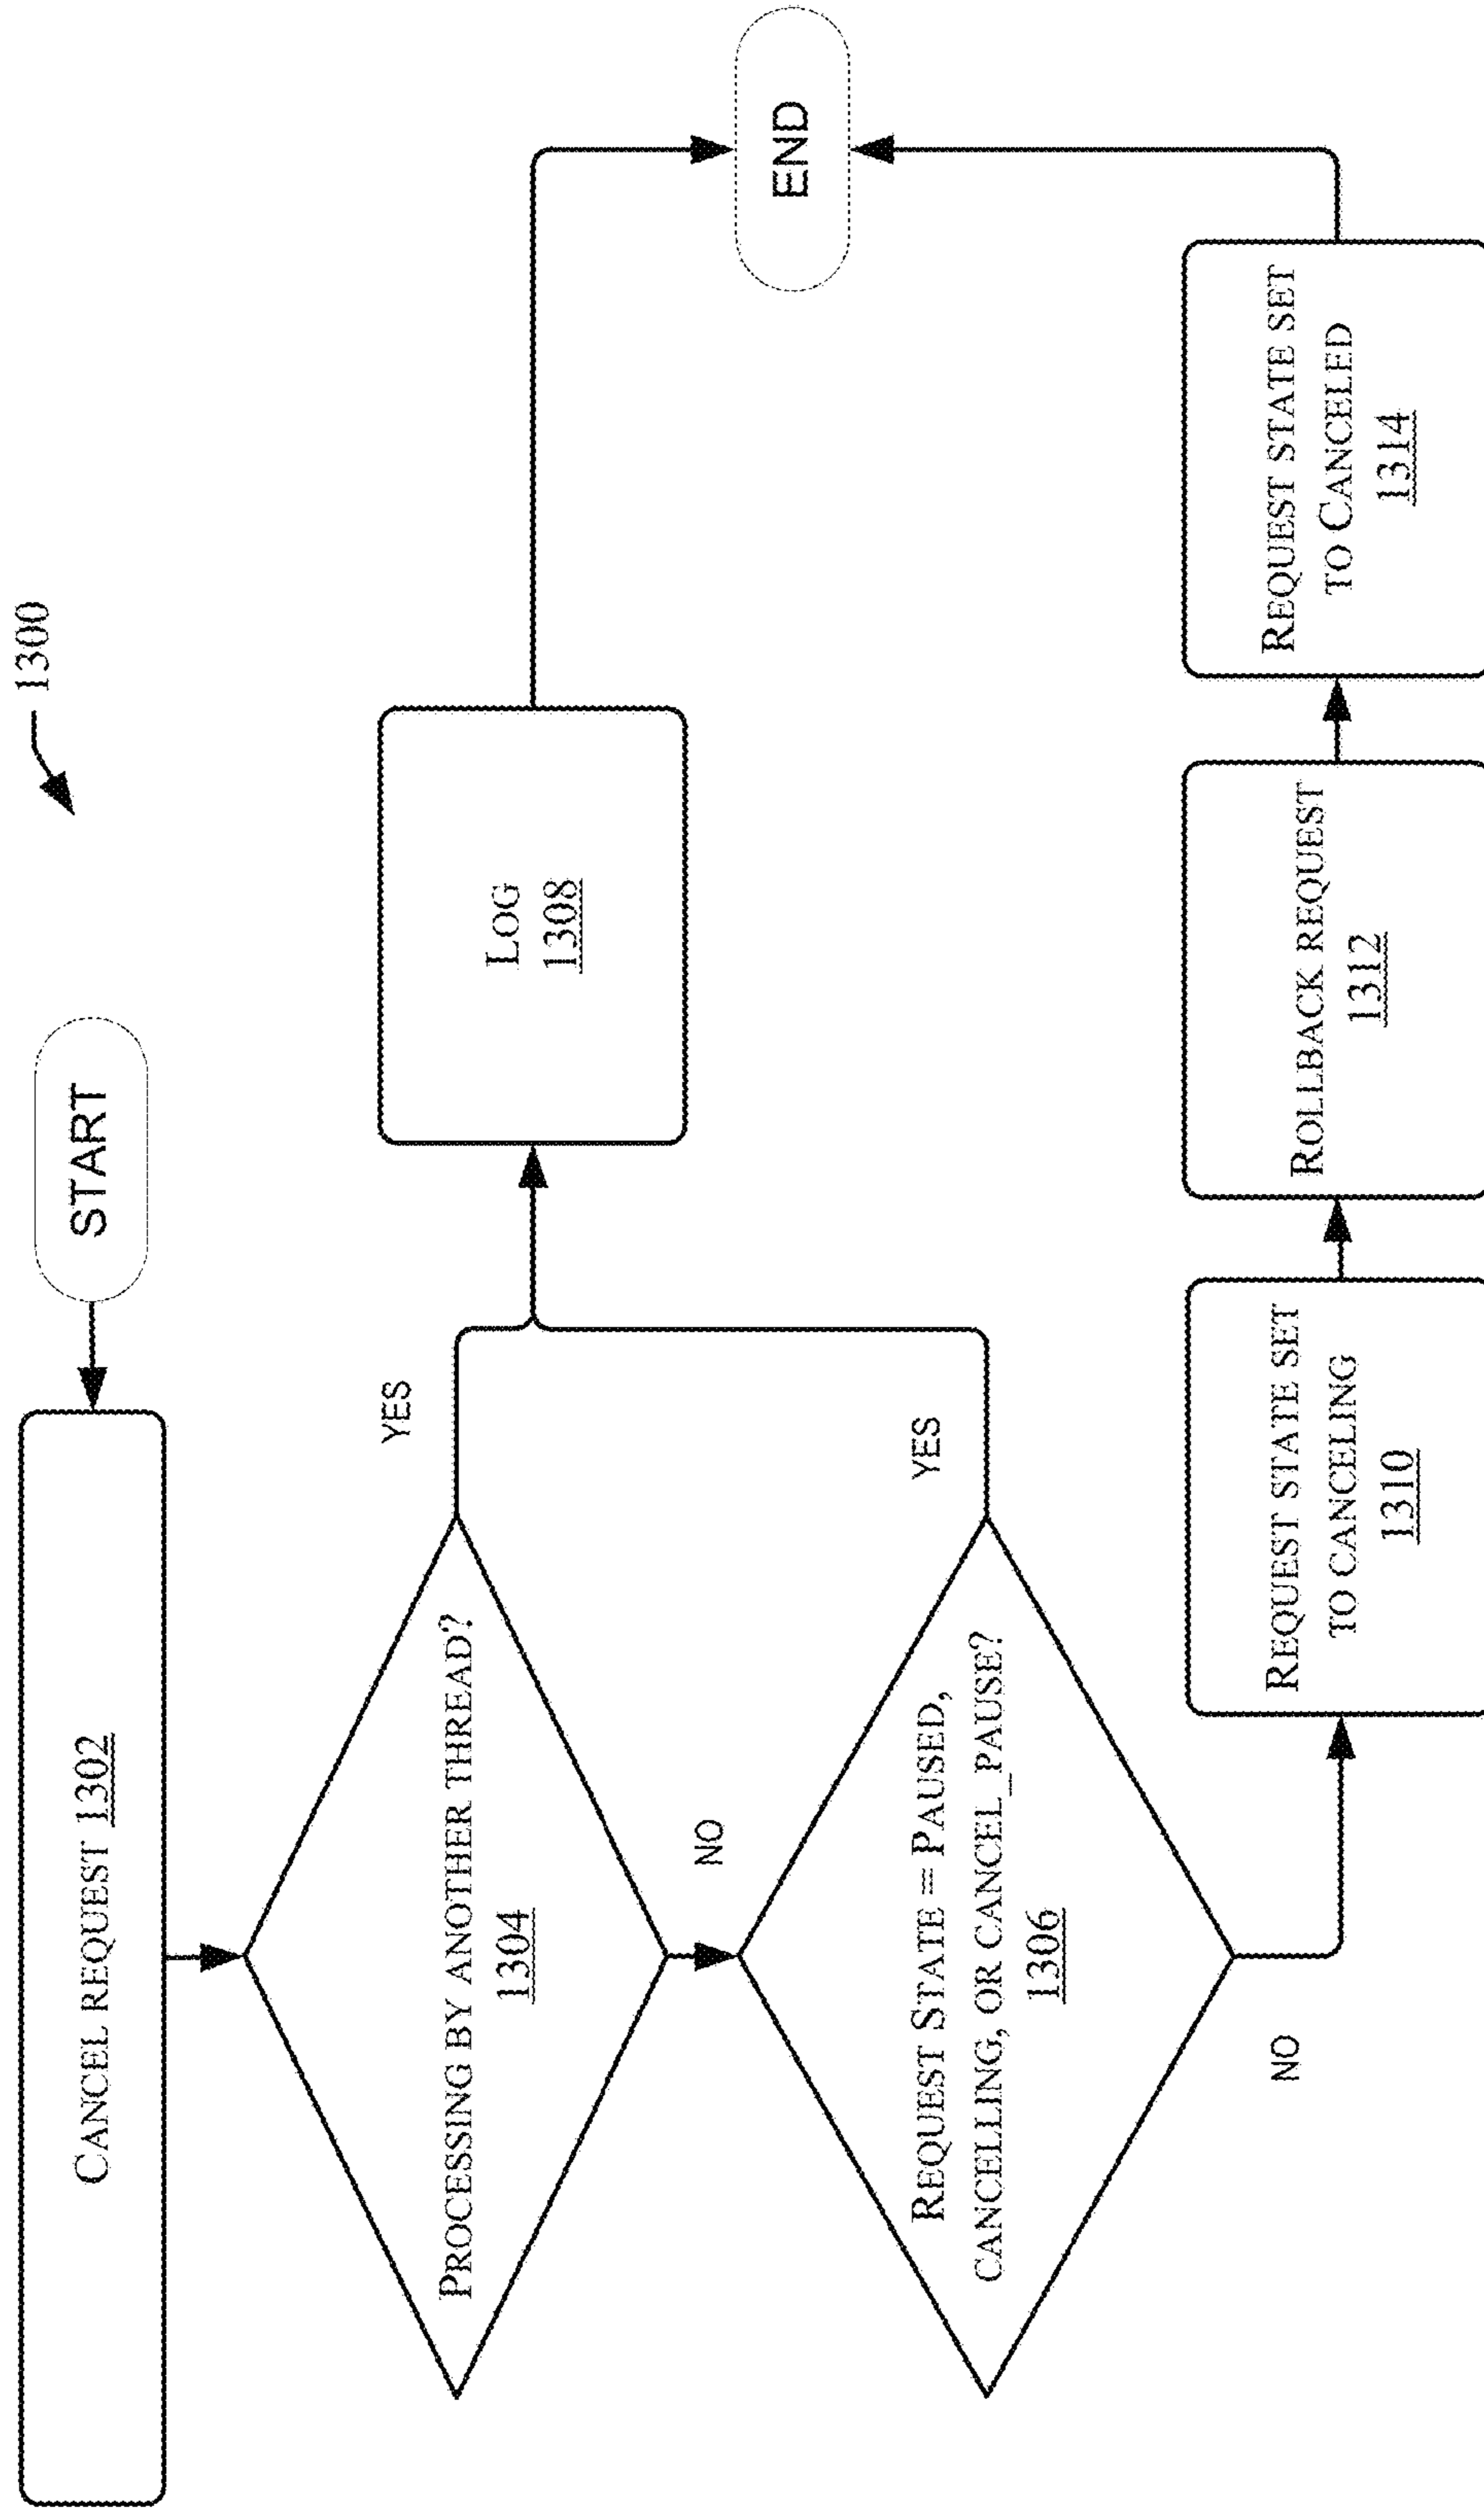 1300
START
CANCEL REQUEST 1302
PROCESSING BY ANOTHER THREAD?
1304
YES
NO
LOG
1308
REQUEST STATE = PAUSED,
CANCELLING, OR CANCEL_PAUSE?
1306
YES
NO
END
REQUEST STATE SET
TO CANCELING
1310
ROLLBACK REQUEST
1312
REQUEST STATE SET
TO CANCELED
1314